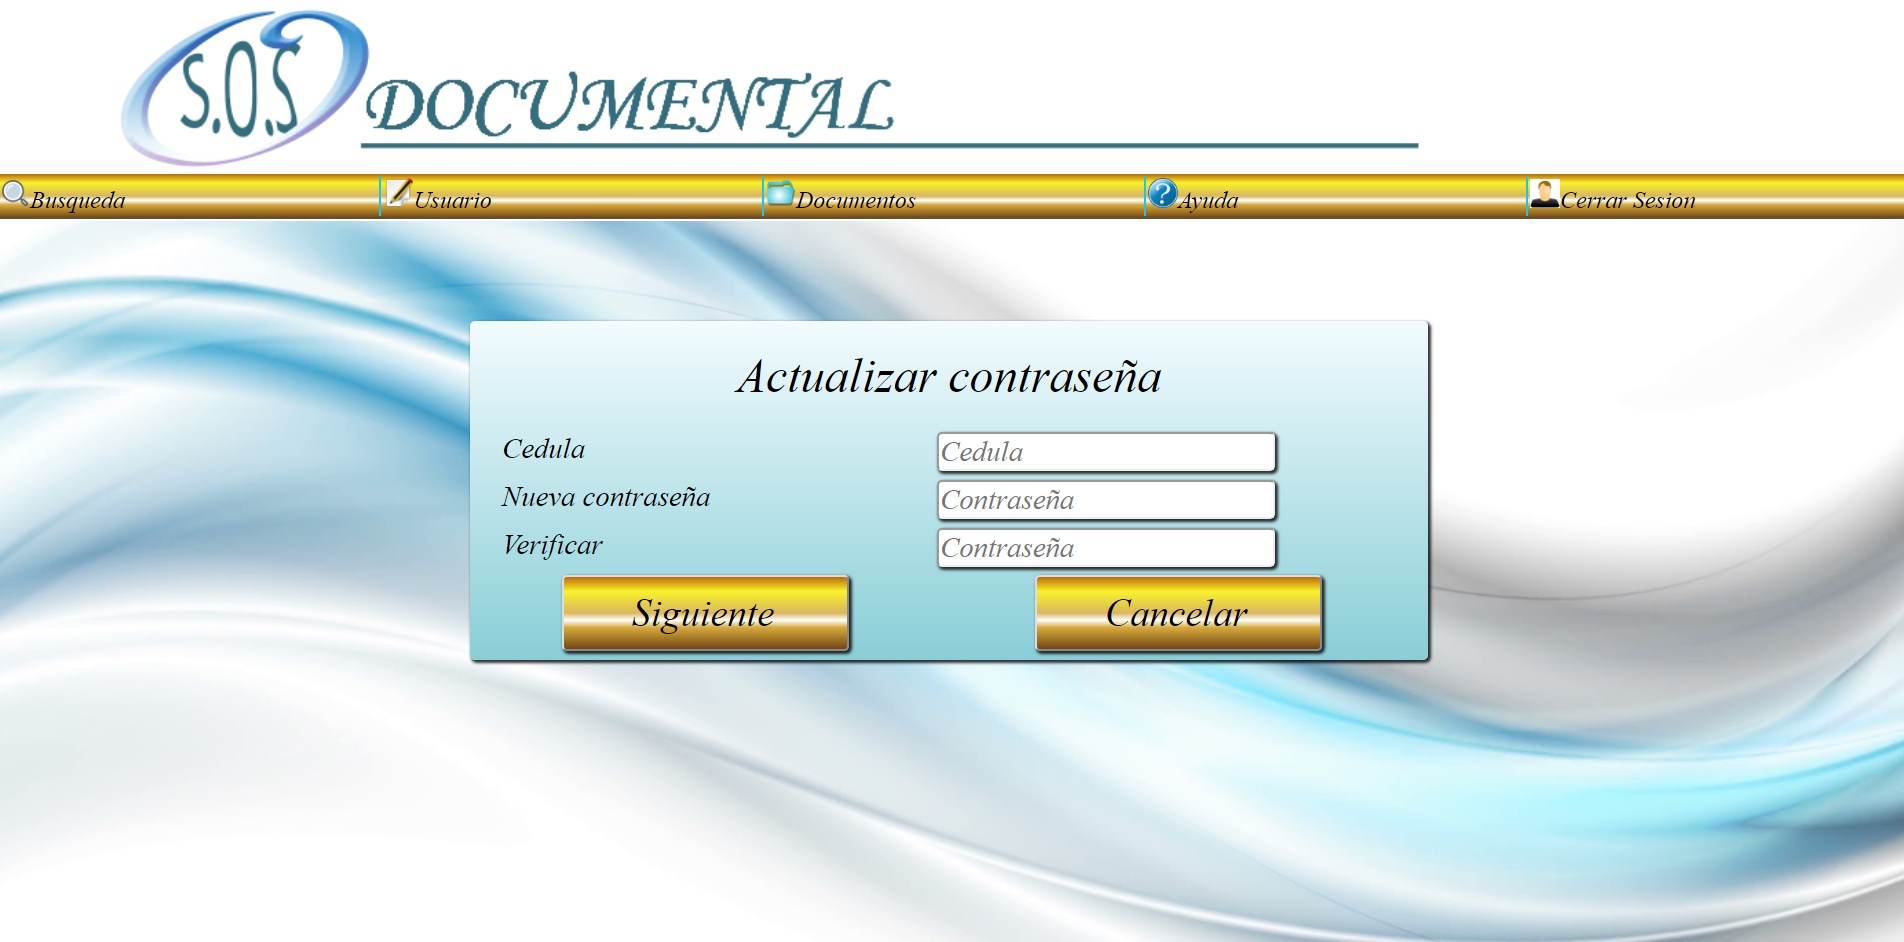 S.O.S DOCUMENTAL
Busqueda Usuario Documentos Ayuda Cerrar Sesion
Actualizar contraseña
Cedula Cedula
Nueva contraseña Contraseña
Verificar Contraseña
Siguiente Cancelar